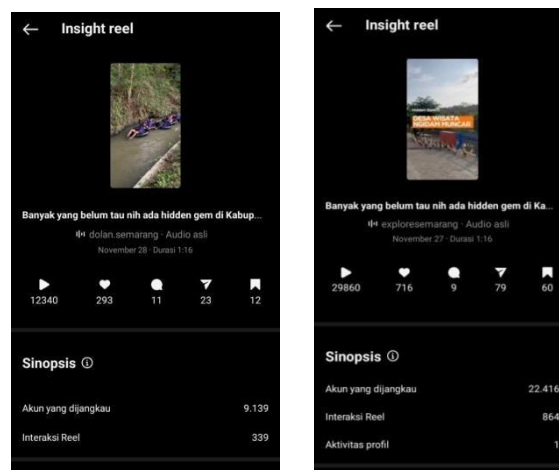 Insight reel
Banyak yang belum tau nih ada hidden gem di Kabup...
dolan.semarang · Audio asli
November 28 · Durasi 1:16
12340 293 11 23 12
Sinopsis
Akun yang dijangkau 9.139
Interaksi Reel 339
Insight reel
DESA WISATA
NGIDAM MUNCAR
Banyak yang belum tau nih ada hidden gem di Ka...
exploresemarang · Audio asli
November 27 · Durasi 1:16
29860 716 9 79 60
Sinopsis
Akun yang dijangkau 22.416
Interaksi Reel 864
Aktivitas profil 1